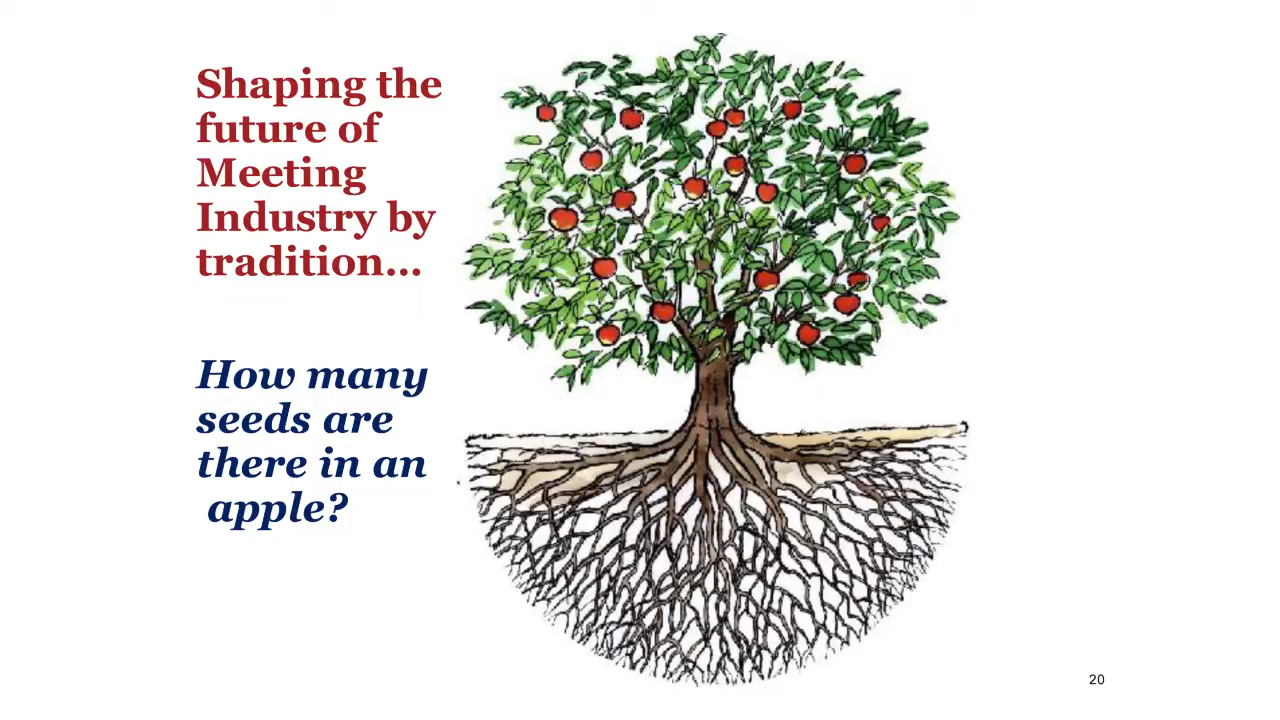 Shaping the
future of
Meeting
Industry by
tradition…
How many
seeds are
there in an
apple?
20